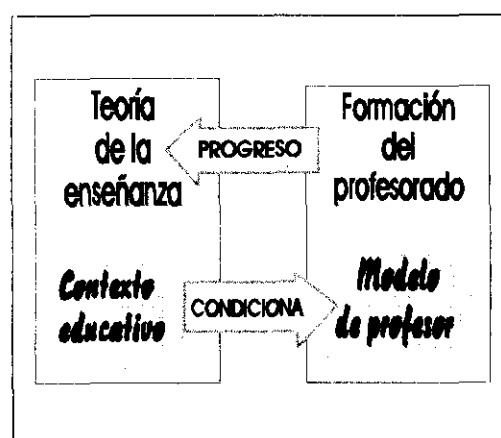 Teoría
de la
enseñanza
PROGRESO
Formación
del
profesorado
Contexto
educativo
CONDICIONA
Modelo
de profesor